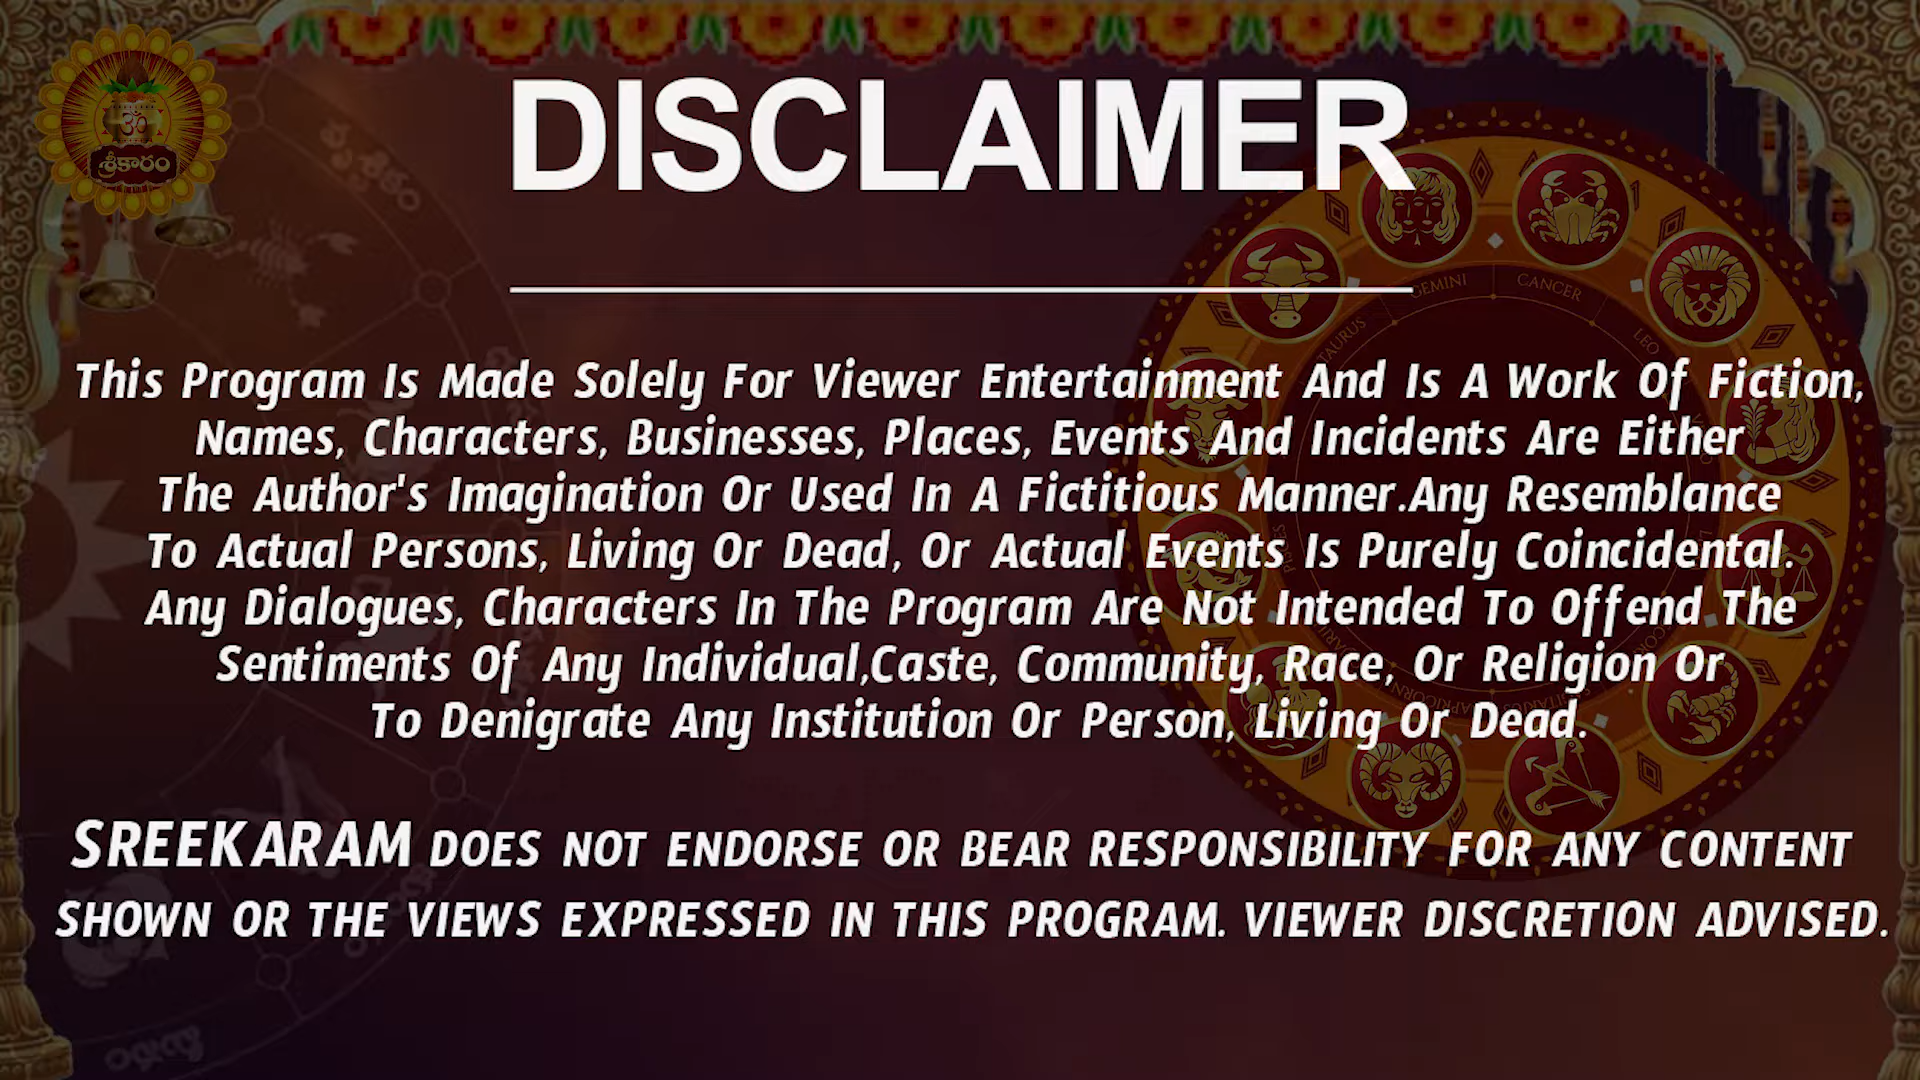 శ్రీకారం
DISCLAIMER
GEMINI
CANCER
TAURUS
LEO
This Program Is Made Solely For Viewer Entertainment And Is A Work Of Fiction,
Names, Characters, Businesses, Places, Events And Incidents Are Either
The Author's Imagination Or Used In A Fictitious Manner.Any Resemblance
To Actual Persons, Living Or Dead, Or Actual Events Is Purely Coincidental.
Any Dialogues, Characters In The Program Are Not Intended To Offend The
Sentiments Of Any Individual,Caste, Community, Race, Or Religion Or
To Denigrate Any Institution Or Person, Living Or Dead.
SREEKARAM DOES NOT ENDORSE OR BEAR RESPONSIBILITY FOR ANY CONTENT
SHOWN OR THE VIEWS EXPRESSED IN THIS PROGRAM. VIEWER DISCRETION ADVISED.